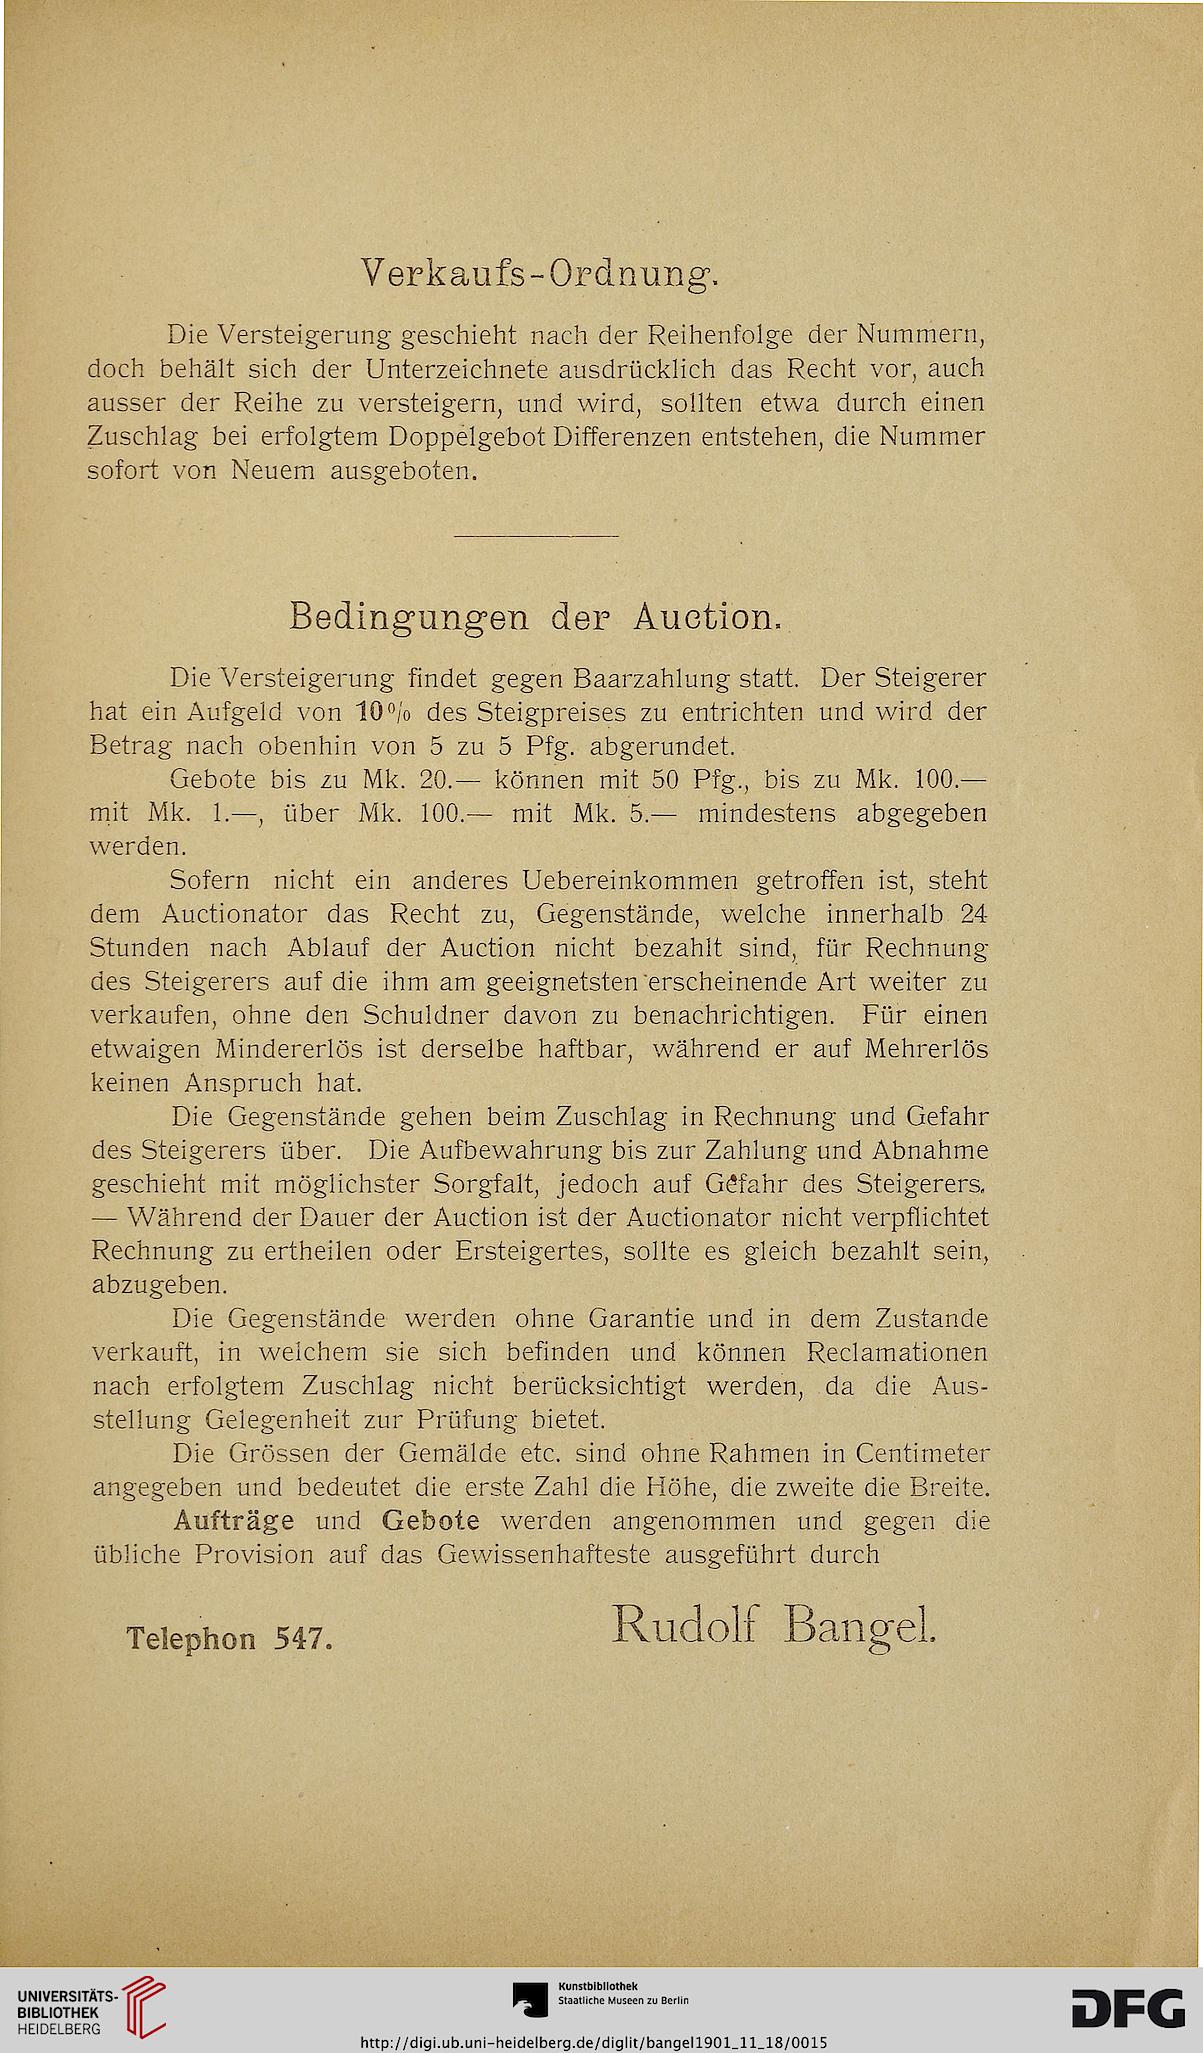 Verkaufs-Ordnung.
Die Versteigerung geschieht nach der Reihenfolge der Nummern,
doch behält sich der Unterzeichnete ausdrücklich das Recht vor, auch
ausser der Reihe zu versteigern, und wird, sollten etwa durch einen
Zuschlag bei erfolgtem Doppelgebot Differenzen entstehen, die Nummer
sofort von Neuem ausgeboten.
Bedingungen der Auction.
Die Versteigerung findet gegen Baarzahlung statt. Der Steigerer
hat ein Aufgeld von 10% des Steigpreises zu entrichten und wird der
Betrag nach obenhin von 5 zu 5 Pfg. abgerundet.
Gebote bis zu Mk. 20.— können mit 50 Pfg., bis zu Mk. 100.—
mit Mk. 1.—, über Mk. 100.— mit Mk. 5.— mindestens abgegeben
werden.
Sofern nicht ein anderes Uebereinkommen getroffen ist, steht
dem Auctionator das Recht zu, Gegenstände, welche innerhalb 24
Stunden nach Ablauf der Auction nicht bezahlt sind, für Rechnung
des Steigerers auf die ihm am geeignetsten erscheinende Art weiter zu
verkaufen, ohne den Schuldner davon zu benachrichtigen. Für einen
etwaigen Mindererlös ist derselbe haftbar, während er auf Mehrerlös
keinen Anspruch hat.
Die Gegenstände gehen beim Zuschlag in Rechnung und Gefahr
des Steigerers über. Die Aufbewahrung bis zur Zahlung und Abnahme
geschieht mit möglichster Sorgfalt, jedoch auf Gefahr des Steigerers.
— Während der Dauer der Auction ist der Auctionator nicht verpflichtet
Rechnung zu ertheilen oder Ersteigertes, sollte es gleich bezahlt sein,
abzugeben.
Die Gegenstände werden ohne Garantie und in dem Zustande
verkauft, in welchem sie sich befinden und können Reclamationen
nach erfolgtem Zuschlag nicht berücksichtigt werden, da die Aus-
stellung Gelegenheit zur Prüfung bietet.
Die Grössen der Gemälde etc. sind ohne Rahmen in Centimeter
angegeben und bedeutet die erste Zahl die Höhe, die zweite die Breite.
Aufträge und Gebote werden angenommen und gegen die
übliche Provision auf das Gewissenhafteste ausgeführt durch
Telephon 547.
Rudolf Bangel.
UNIVERSITÄTS-
BIBLIOTHEK
HEIDELBERG
Kunstbibliothek
Staatliche Museen zu Berlin
DFG
http://digi.ub.uni-heidelberg.de/diglit/bangel1901_11_18/0015